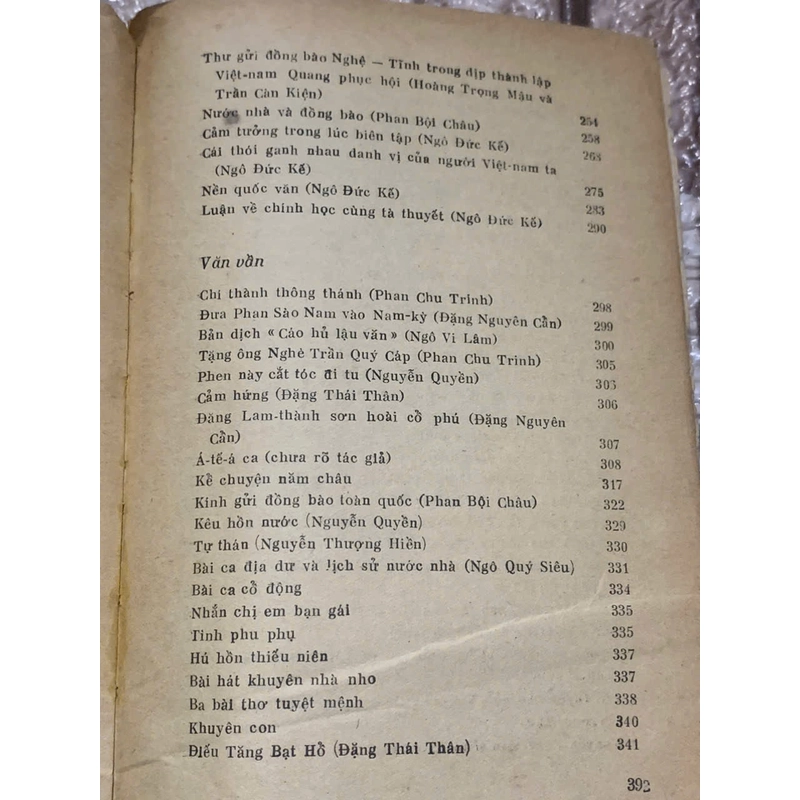 Thư gửi đồng bào Nghệ — Tĩnh trong dịp thành lập
Việt-nam Quang phục hội (Hoàng Trọng Mậu và
Trần Càn Kiện) 254
Nước nhà và đồng bào (Phan Bội Châu) 258
Cảm tưởng trong lúc biên tập (Ngô Đức Kế) 268
Cái thói ganh nhau danh vị của người Việt-nam ta
(Ngô Đức Kế) 275
Nền quốc văn (Ngô Đức Kế) 283
Luận về chính học cùng tà thuyết (Ngô Đức Kế) 290
Văn vần
Chí thành thông thánh (Phan Chu Trinh) 298
Đưa Phan Sào Nam vào Nam-kỳ (Đặng Nguyên Cẩn) 299
Bản dịch « Cáo hủ lậu văn » (Ngô Vi Lâm) 300
Tặng ông Nghè Trần Quý Cáp (Phan Chu Trinh) 305
Phen này cắt tóc đi tu (Nguyễn Quyền) 305
Cảm hứng (Đặng Thái Thân) 306
Đăng Lam-thành sơn hoài cổ phú (Đặng Nguyên
Cẩn) 307
Á-tế-á ca (chưa rõ tác giả) 308
Kể chuyện năm châu 317
Kính gửi đồng bào toàn quốc (Phan Bội Châu) 322
Kêu hồn nước (Nguyễn Quyền) 329
Tự thán (Nguyễn Thượng Hiền) 330
Bài ca địa dư và lịch sử nước nhà (Ngô Quý Siêu) 331
Bài ca cổ động 334
Nhắn chị em bạn gái 335
Tinh phu phụ 335
Hú hồn thiếu niên 337
Bài hát khuyên nhà nho 337
Ba bài thơ tuyệt mệnh 338
Khuyên con 340
Điếu Tăng Bạt Hổ (Đặng Thái Thân) 341
392